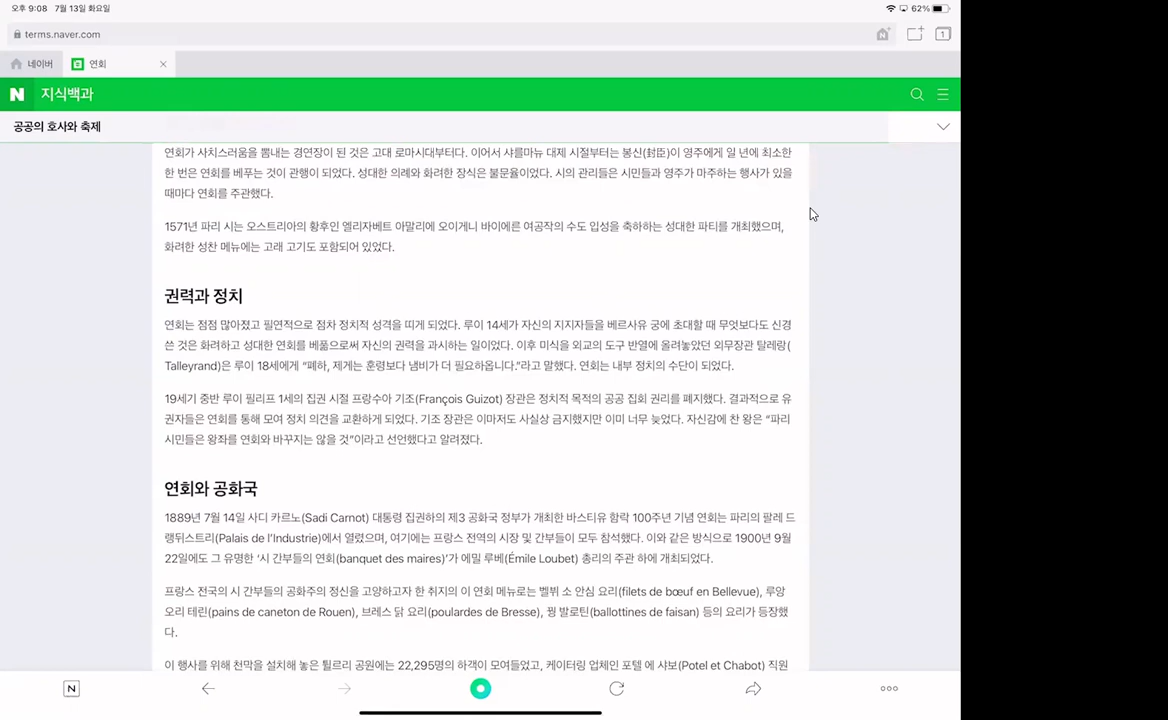 오후 9:08 7월 13일 화요일
62%
terms.naver.com
1
네이버
연회
N 지식백과
공공의 호사와 축제
연회가 사치스러움을 뽐내는 경연장이 된 것은 고대 로마시대부터다. 이어서 샤를마뉴 대제 시절부터는 봉신(封臣)이 영주에게 일 년에 최소한
한 번은 연회를 베푸는 것이 관행이 되었다. 성대한 의례와 화려한 장식은 불문율이었다. 시의 관리들은 시민들과 영주가 마주하는 행사가 있을
때마다 연회를 주관했다.
1571년 파리 시는 오스트리아의 황후인 엘리자베트 아말리에 오이게니 바이에른 여공작의 수도 입성을 축하하는 성대한 파티를 개최했으며,
화려한 성찬 메뉴에는 고래 고기도 포함되어 있었다.
권력과 정치
연회는 점점 많아졌고 필연적으로 점차 정치적 성격을 띠게 되었다. 루이 14세가 자신의 지지자들을 베르사유 궁에 초대할 때 무엇보다도 신경
쓴 것은 화려하고 성대한 연회를 베풂으로써 자신의 권력을 과시하는 일이었다. 이후 미식을 외교의 도구 반열에 올려놓았던 외무장관 탈레랑(
Talleyrand)은 루이 18세에게 “폐하, 제게는 훈령보다 냄비가 더 필요하옵니다.”라고 말했다. 연회는 내부 정치의 수단이 되었다.
19세기 중반 루이 필리프 1세의 집권 시절 프랑수아 기조(François Guizot) 장관은 정치적 목적의 공공 집회 권리를 폐지했다. 결과적으로 유
권자들은 연회를 통해 모여 정치 의견을 교환하게 되었다. 기조 장관은 이마저도 사실상 금지했지만 이미 너무 늦었다. 자신감에 찬 왕은 “파리
시민들은 왕좌를 연회와 바꾸지는 않을 것”이라고 선언했다고 알려졌다.
연회와 공화국
1889년 7월 14일 사디 카르노(Sadi Carnot) 대통령 집권하의 제3 공화국 정부가 개최한 바스티유 함락 100주년 기념 연회는 파리의 팔레 드
랭뒤스트리(Palais de l’Industrie)에서 열렸으며, 여기에는 프랑스 전역의 시장 및 간부들이 모두 참석했다. 이와 같은 방식으로 1900년 9월
22일에도 그 유명한 ‘시 간부들의 연회(banquet des maires)’가 에밀 루베(Émile Loubet) 총리의 주관 하에 개최되었다.
프랑스 전국의 시 간부들의 공화주의 정신을 고양하고자 한 취지의 이 연회 메뉴로는 벨뷔 소 안심 요리(filets de bœuf en Bellevue), 루앙
오리 테린(pains de caneton de Rouen), 브레스 닭 요리(poulardes de Bresse), 꿩 발로틴(ballottines de faisan) 등의 요리가 등장했
다.
이 행사를 위해 천막을 설치해 놓은 튈르리 공원에는 22,295명의 하객이 모여들었고, 케이터링 업체인 포텔 에 샤보(Potel et Chabot) 직원
N